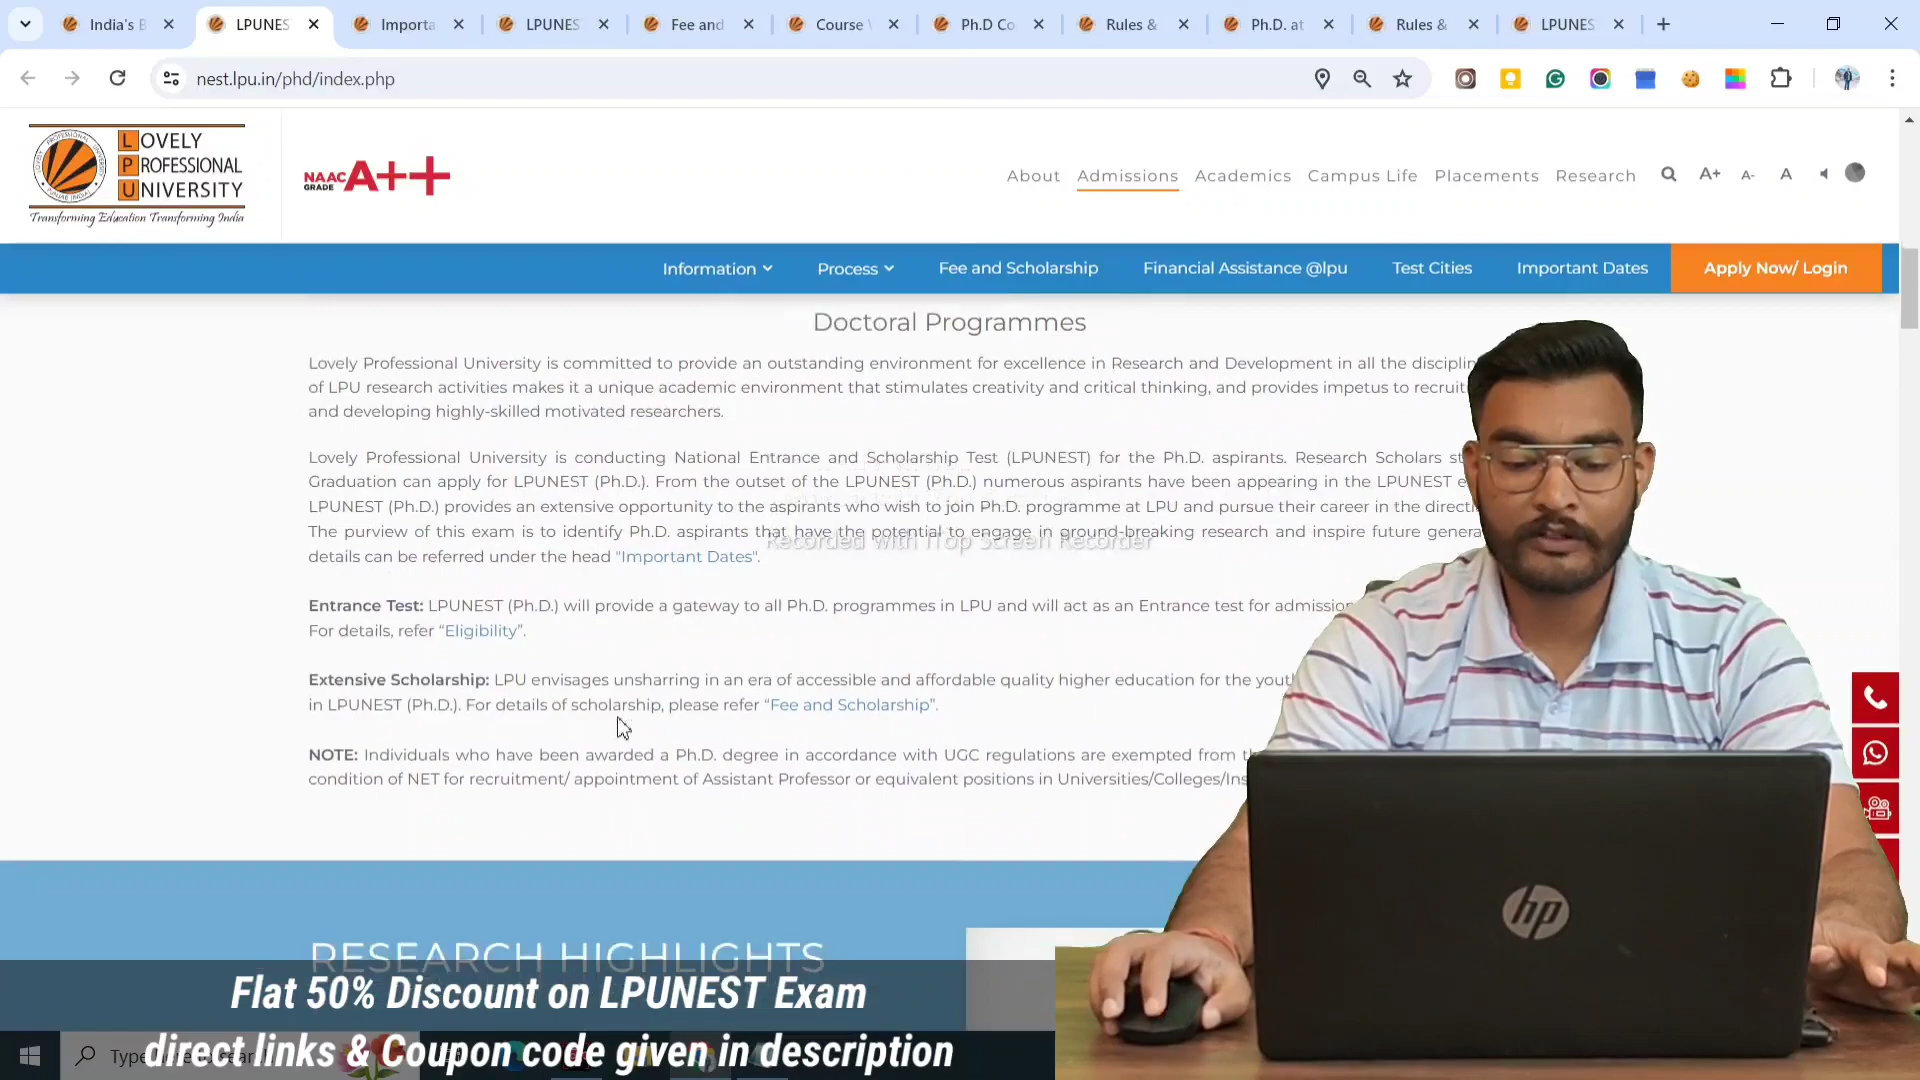 India's B
LPUNES
Importa
LPUNES
Fee and
Course
Ph.D Co
Rules &
Ph.D. at
Rules &
LPUNES
nest.lpu.in/phd/index.php
LOVELY
PROFESSIONAL
UNIVERSITY
Transforming Education Transforming India
NAAC
GRADE A++
About Admissions Academics Campus Life Placements Research A+ A- A
Information Process Fee and Scholarship Financial Assistance @lpu Test Cities Important Dates Apply Now/ Login
Doctoral Programmes
Lovely Professional University is committed to provide an outstanding environment for excellence in Research and Development in all the
of LPU research activities makes it a unique academic environment that stimulates creativity and critical thinking, and provides impetus to
and developing highly-skilled motivated researchers.
Lovely Professional University is conducting National Entrance and Scholarship Test (LPUNEST) for the Ph.D. aspirants. Research Scholars
Graduation can apply for LPUNEST (Ph.D.). From the outset of the LPUNEST (Ph.D.) numerous aspirants have been appearing in the LPUNEST
LPUNEST (Ph.D.) provides an extensive opportunity to the aspirants who wish to join Ph.D. programme at LPU and pursue their career in the
The purview of this exam is to identify Ph.D. aspirants that have the potential to engage in ground-breaking research and inspire future
details can be referred under the head "Important Dates".
Recorded with iTop Screen Recorder
Entrance Test: LPUNEST (Ph.D.) will provide a gateway to all Ph.D. programmes in LPU and will act as an Entrance test for
For details, refer “Eligibility”.
Extensive Scholarship: LPU envisages unsharring in an era of accessible and affordable quality higher education for the
in LPUNEST (Ph.D.). For details of scholarship, please refer “Fee and Scholarship”.
NOTE: Individuals who have been awarded a Ph.D. degree in accordance with UGC regulations are exempted from
condition of NET for recruitment/ appointment of Assistant Professor or equivalent positions in
RESEARCH HIGHLIGHTS
hp
Flat 50% Discount on LPUNEST Exam
direct links & Coupon code given in description